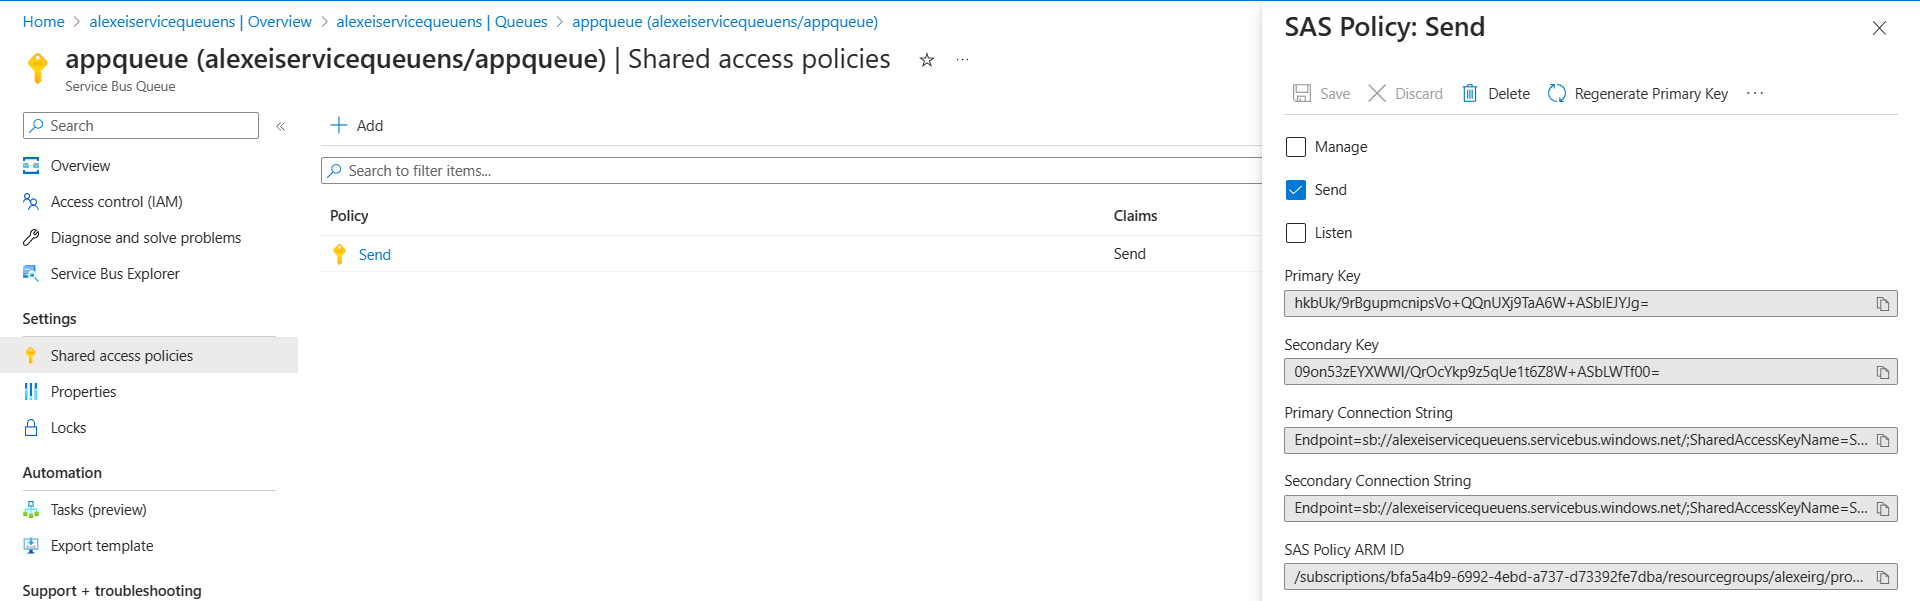 Home > alexeiservicequeuens | Overview > alexeiservicequeuens | Queues > appqueue (alexeiservicequeuens/appqueue)
appqueue (alexeiservicequeuens/appqueue) | Shared access policies
Service Bus Queue
Search
Overview
Access control (IAM)
Diagnose and solve problems
Service Bus Explorer
Settings
Shared access policies
Properties
Locks
Automation
Tasks (preview)
Export template
Support + troubleshooting
Add
Search to filter items...
Policy Claims
Send Send
SAS Policy: Send
Save Discard Delete Regenerate Primary Key
Manage
Send
Listen
Primary Key
hkbUk/9rBgupmcnipsVo+QQnUXj9TaA6W+ASbIEJYJg=
Secondary Key
09on53zEYXWWI/QrOcYkp9z5qUe1t6Z8W+ASbLWTf00=
Primary Connection String
Endpoint=sb://alexeiservicequeuens.servicebus.windows.net/;SharedAccessKeyName=S...
Secondary Connection String
Endpoint=sb://alexeiservicequeuens.servicebus.windows.net/;SharedAccessKeyName=S...
SAS Policy ARM ID
/subscriptions/bfa5a4b9-6992-4ebd-a737-d73392fe7dba/resourcegroups/alexeirg/pro...